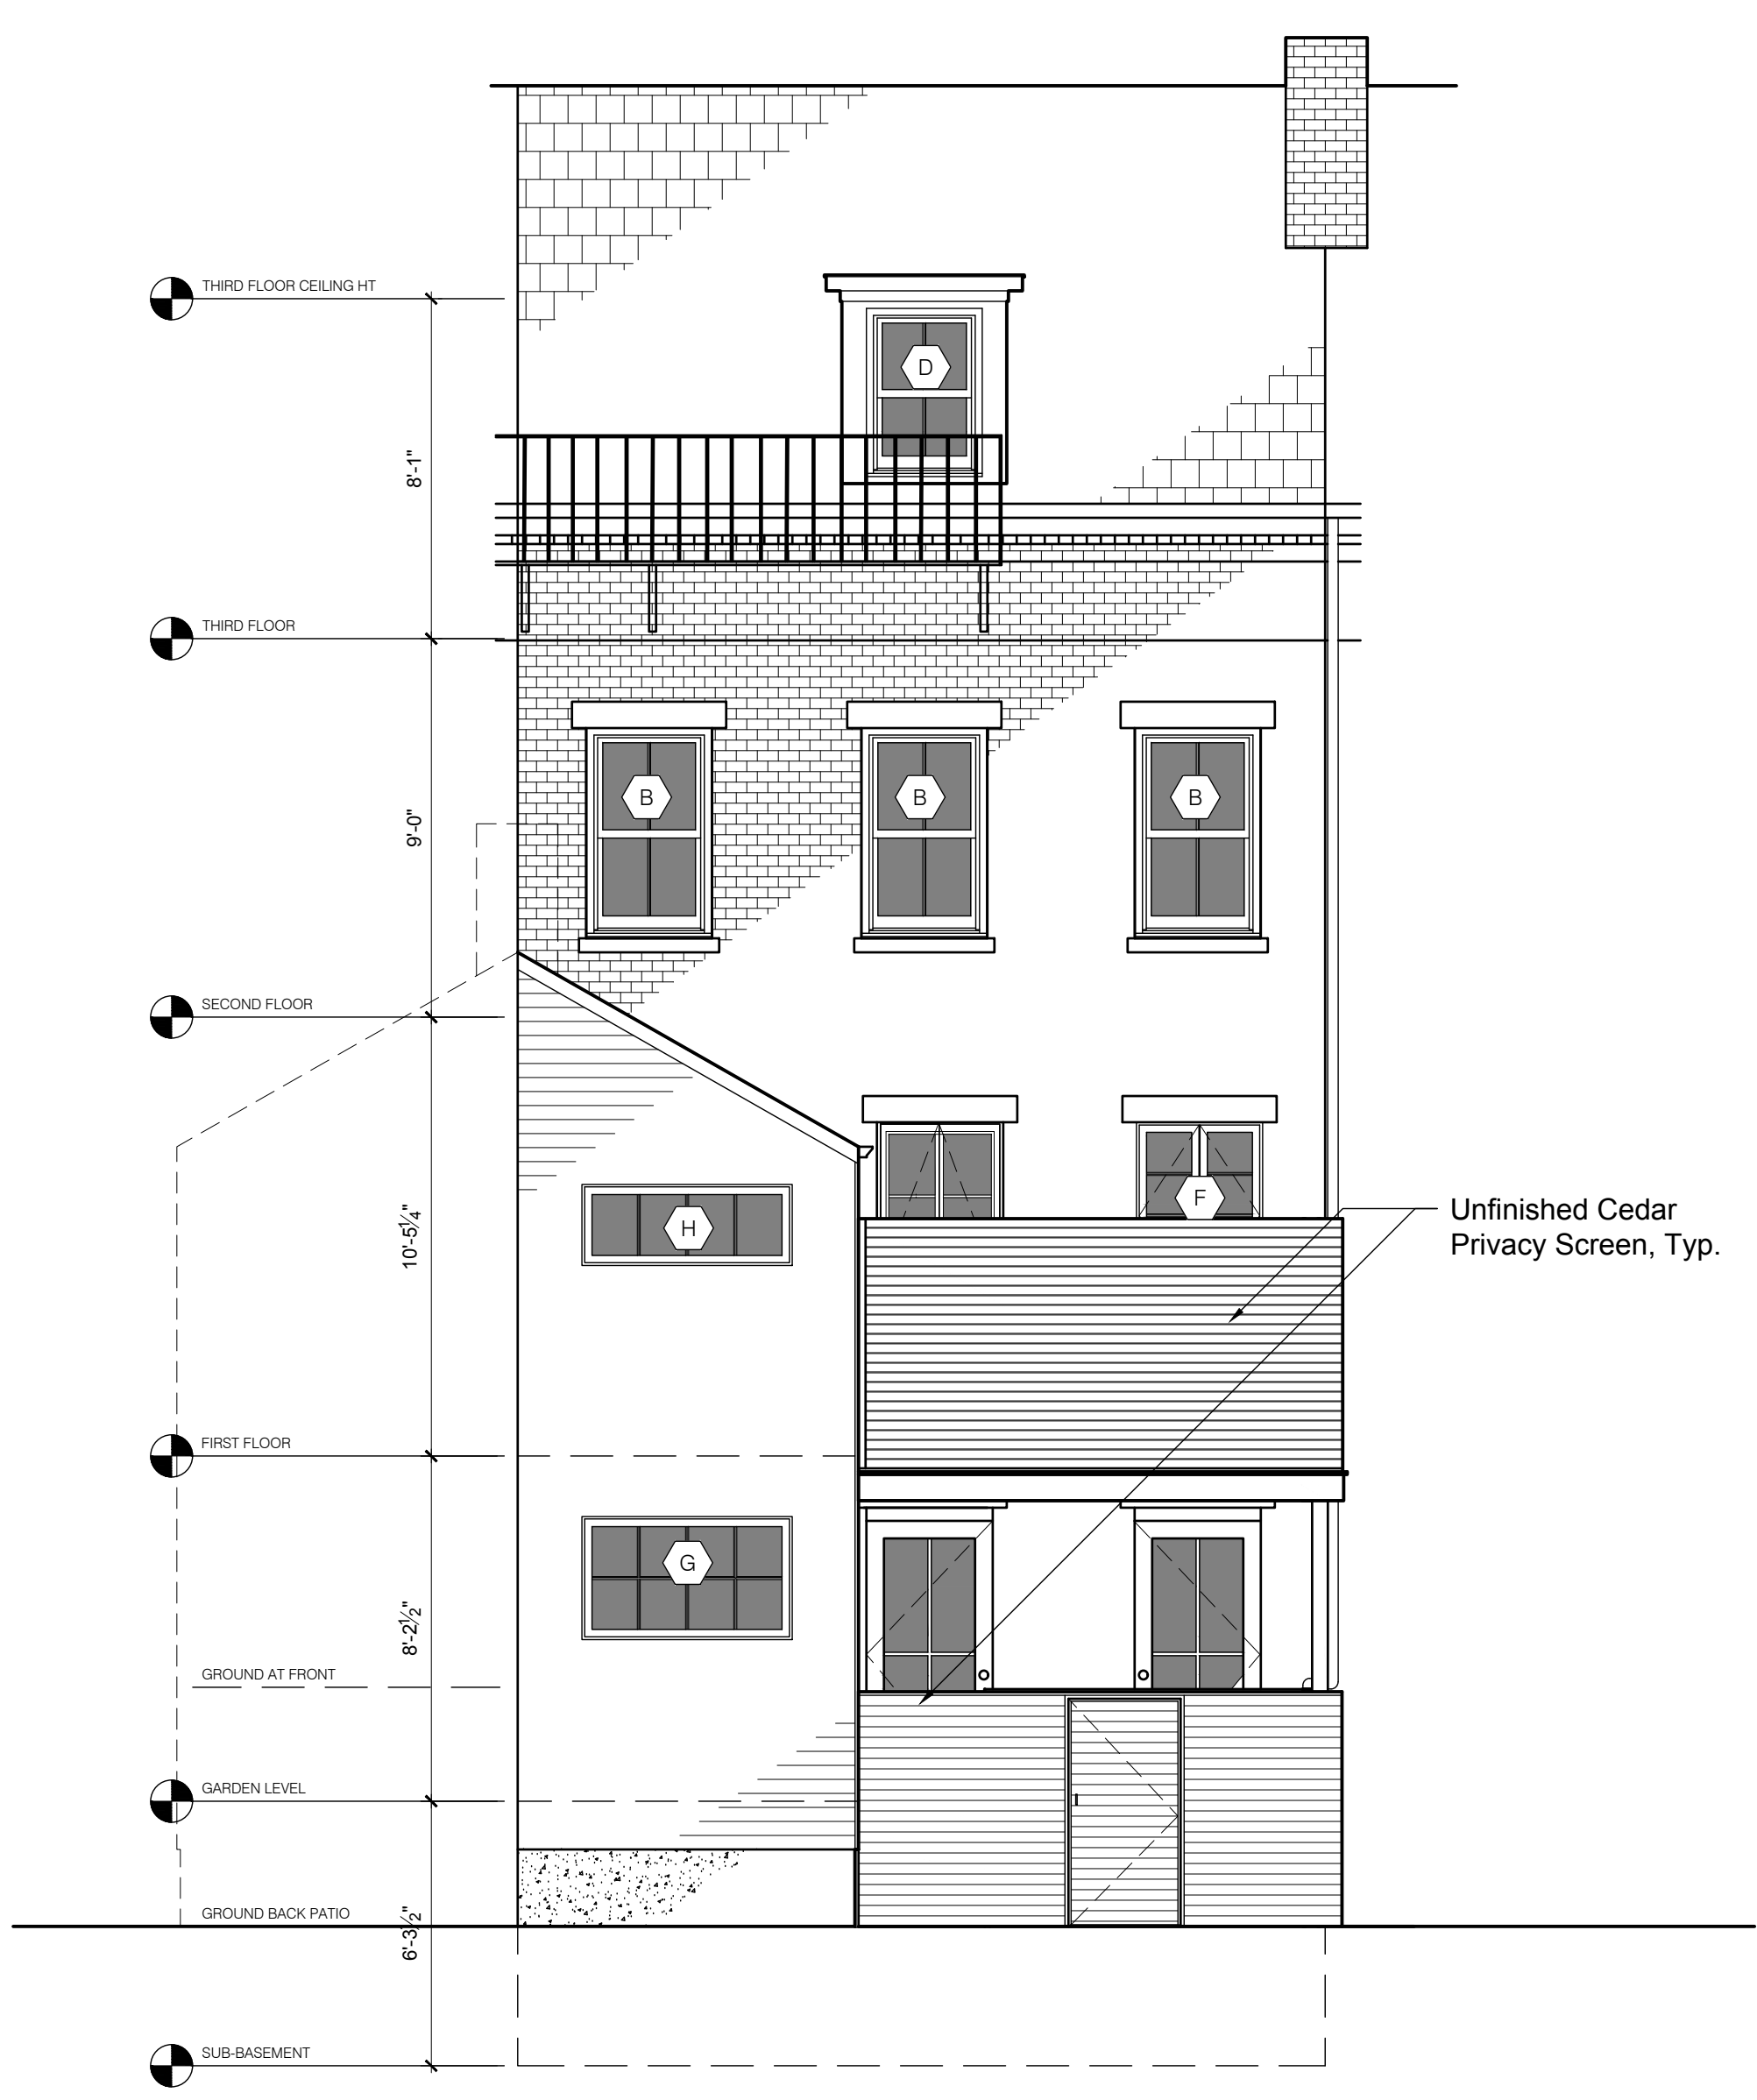 THIRD FLOOR CEILING HT
D
8'-1"
THIRD FLOOR
B
B
B
9'-0"
SECOND FLOOR
F
Unfinished Cedar
Privacy Screen, Typ.
H
10'-5¼"
FIRST FLOOR
G
8'-2½"
GROUND AT FRONT
GARDEN LEVEL
GROUND BACK PATIO
6'-3½"
SUB-BASEMENT